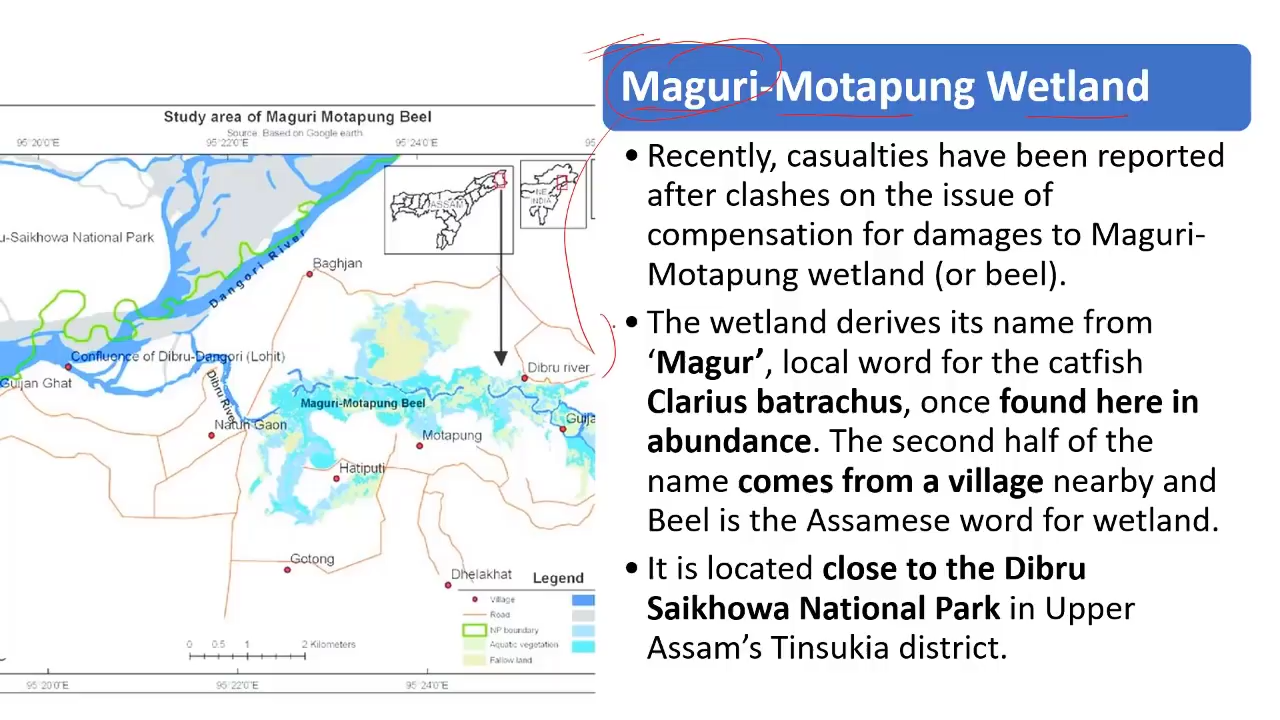 Maguri-Motapung Wetland
• Recently, casualties have been reported
after clashes on the issue of
compensation for damages to Maguri-
Motapung wetland (or beel).
• The wetland derives its name from
‘Magur’, local word for the catfish
Clarius batrachus, once found here in
abundance. The second half of the
name comes from a village nearby and
Beel is the Assamese word for wetland.
• It is located close to the Dibru
Saikhowa National Park in Upper
Assam’s Tinsukia district.
Study area of Maguri Motapung Beel
Source: Based on Google earth
95°20'0"E 95°22'0"E 95°24'0"E 95
ASSAM
NE
INDIA
u-Saikhowa National Park
Dangori River
Baghjan
Confluence of Dibru-Dangori (Lohit)
Guijan Ghat
Dibru River
Dibru river
Maguri-Motapung Beel
Guija
Natun Gaon
Motapung
Hatiputi
Gotong
Dhelakhat
Legend
Village
Road
NP boundary
Aquatic vegetation
Fallow land
0 0.5 1 2 Kilometers
95°20'0"E 95°22'0"E 95°24'0"E